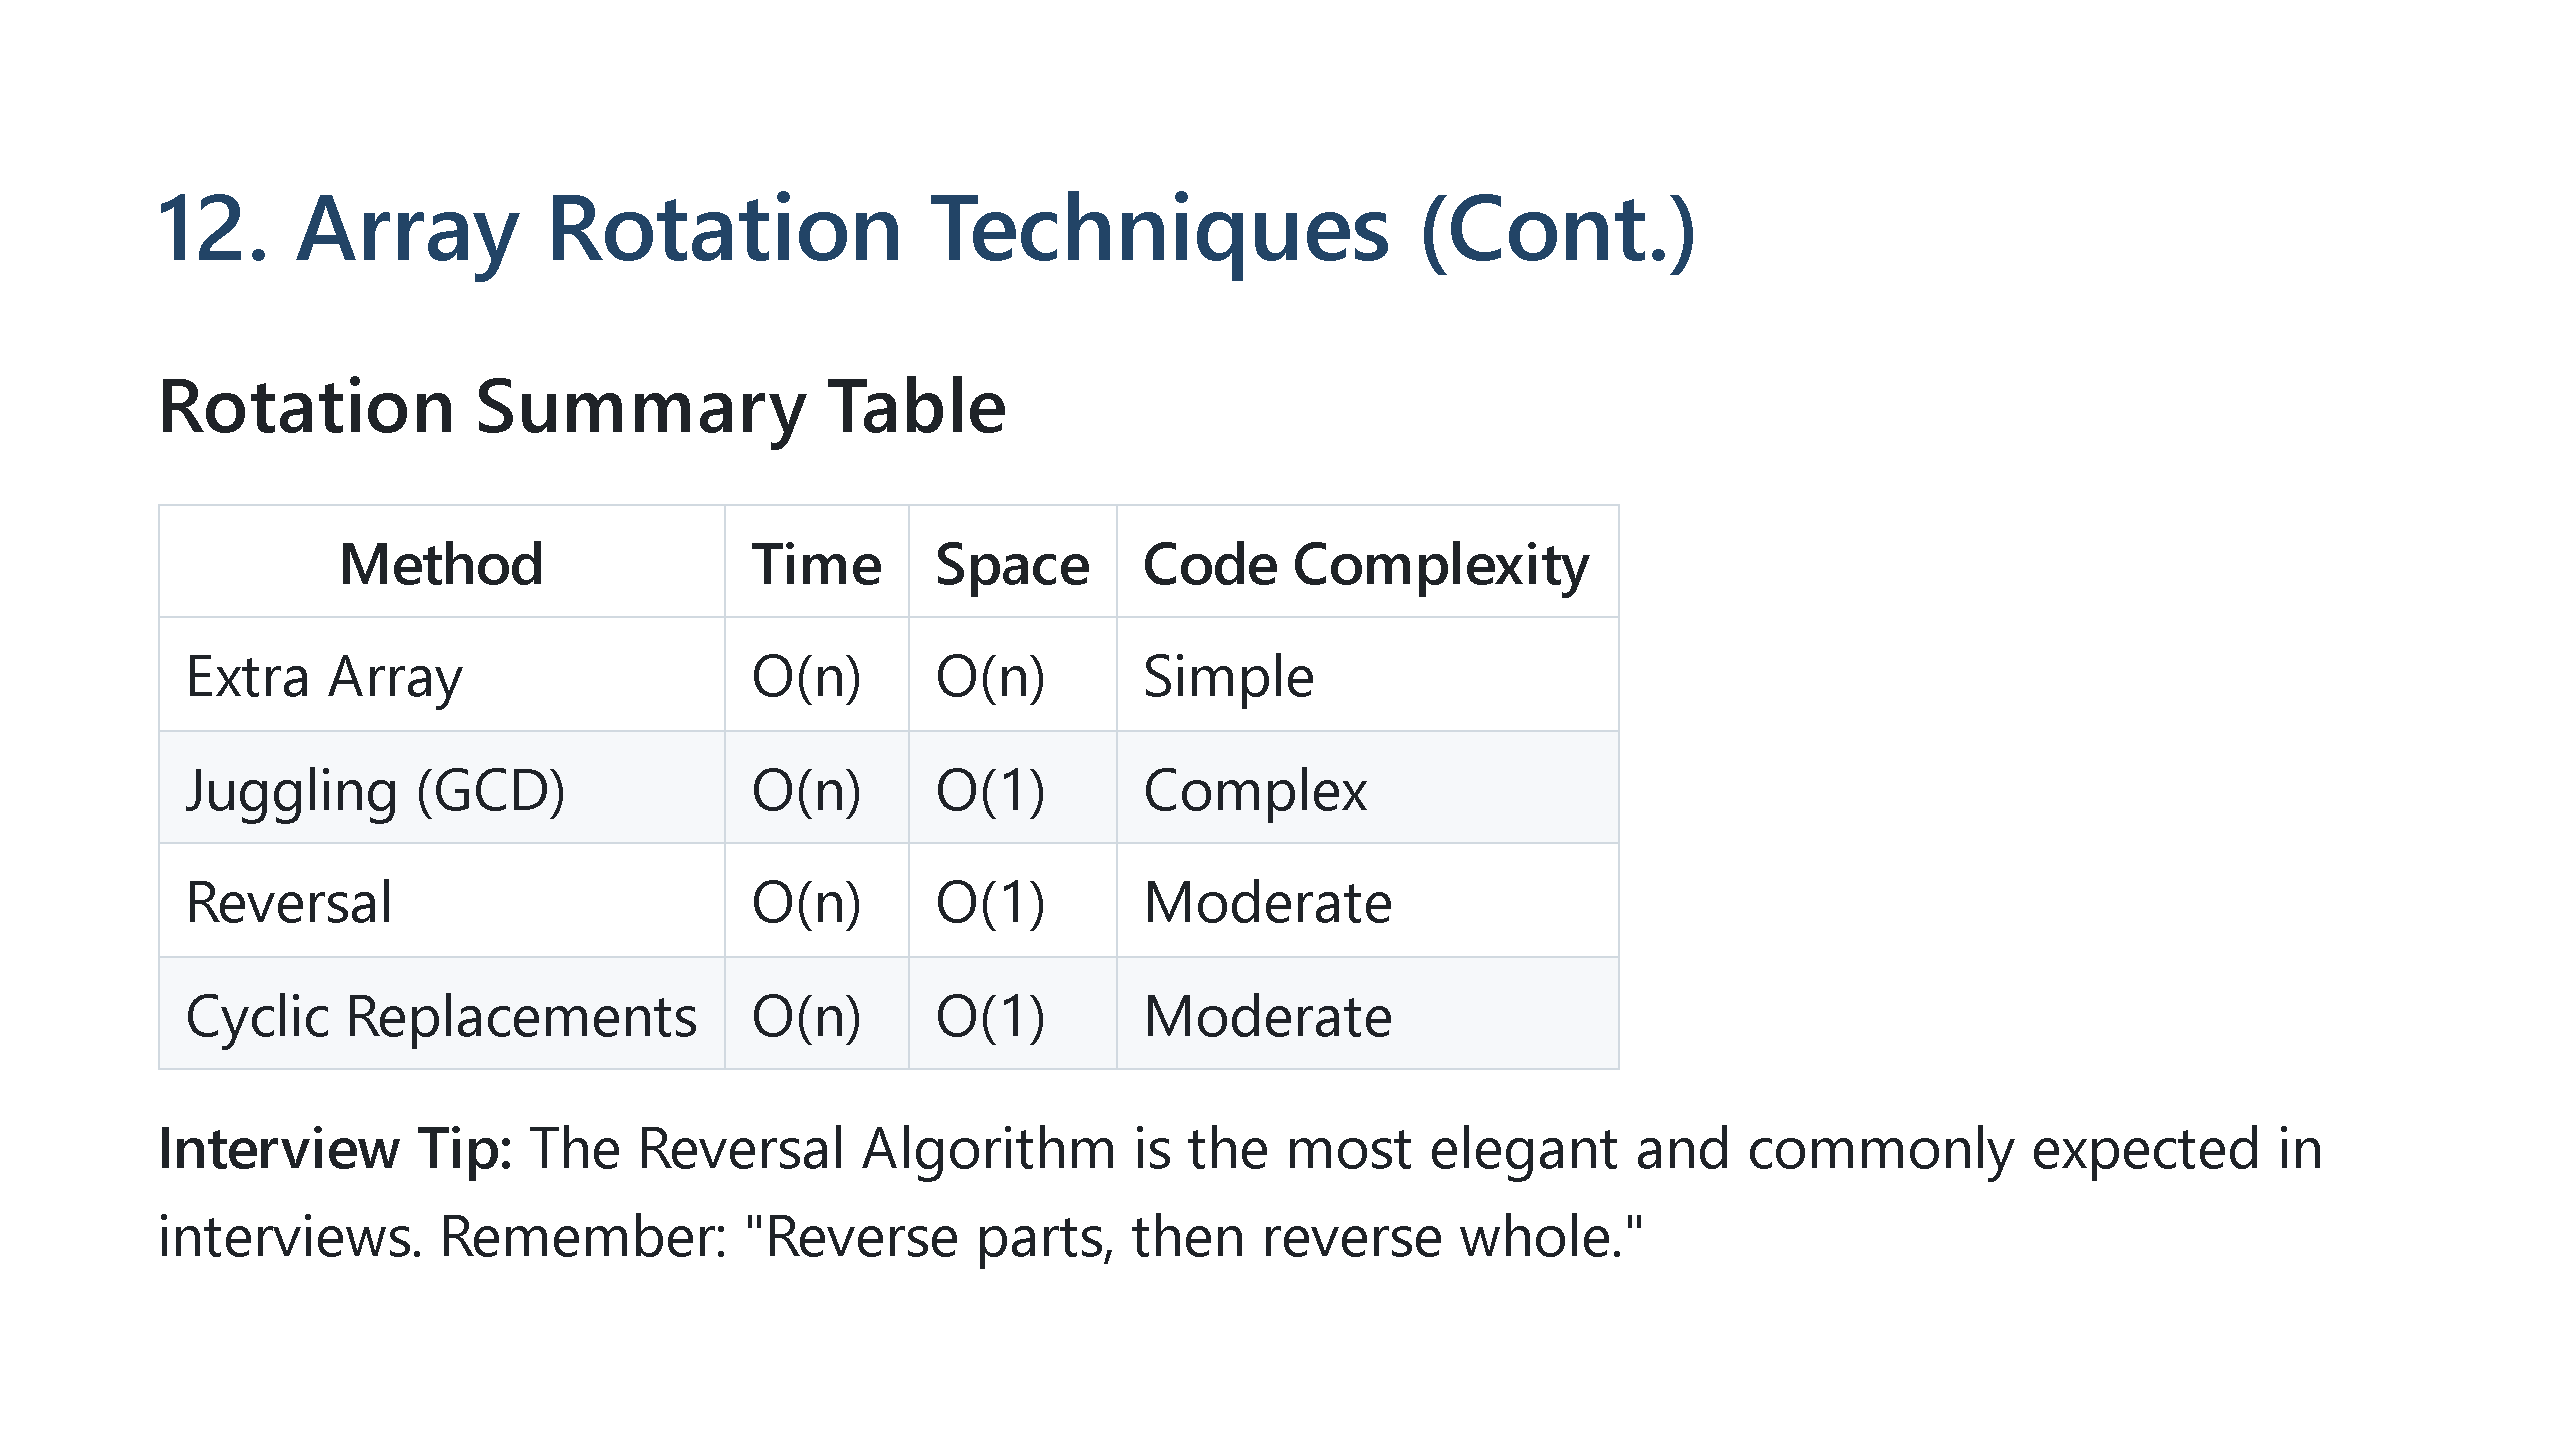 12. Array Rotation Techniques (Cont.)
Rotation Summary Table
Method Time Space Code Complexity
Extra Array O(n) O(n) Simple
Juggling (GCD) O(n) O(1) Complex
Reversal O(n) O(1) Moderate
Cyclic Replacements O(n) O(1) Moderate
Interview Tip: The Reversal Algorithm is the most elegant and commonly expected in
interviews. Remember: "Reverse parts, then reverse whole."